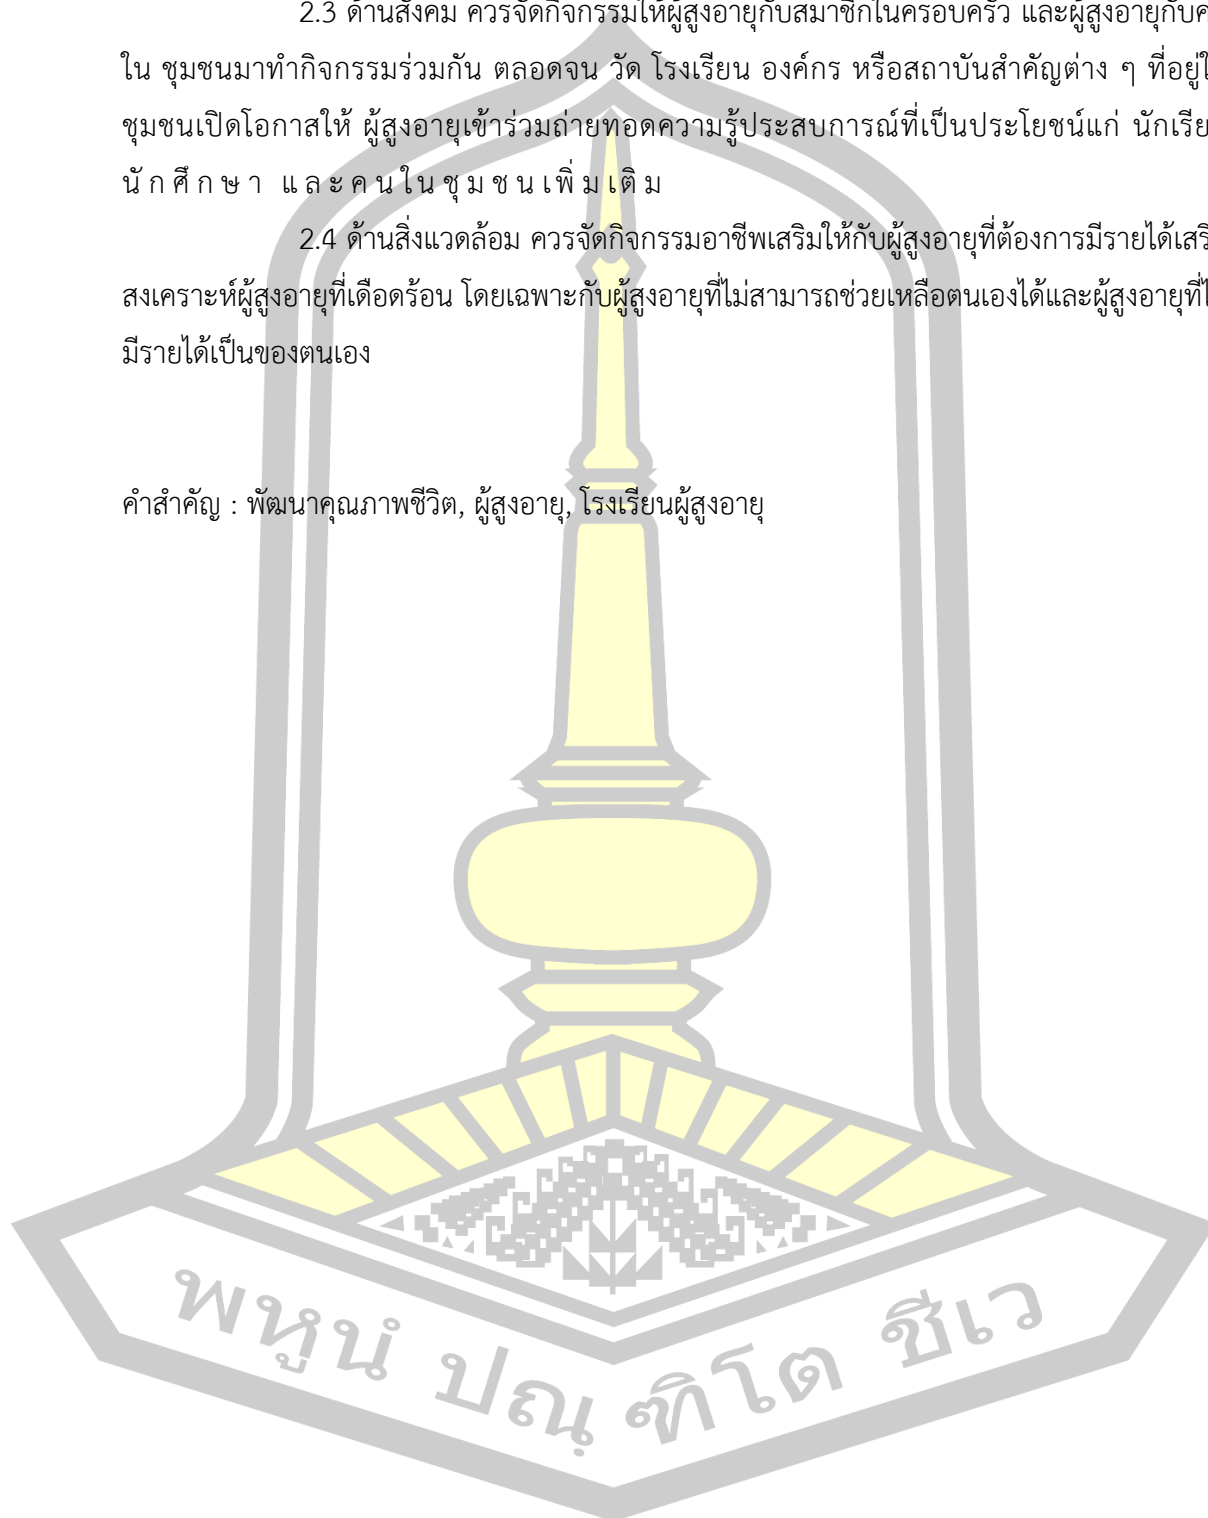 2.3 ด้านสังคม ควรจัดกิจกรรมให้ผู้สูงอายุกับสมาชิกในครอบครัว และผู้สูงอายุกับ
ใน ชุมชนมาทำกิจกรรมร่วมกัน ตลอดจน วัด โรงเรียน องค์กร หรือสถาบันสำคัญต่าง ๆ ที่อยู่
ชุมชนเปิดโอกาสให้ ผู้สูงอายุเข้าร่วมถ่ายทอดความรู้ประสบการณ์ที่เป็นประโยชน์แก่ นักเรีย
นักศึกษา และคนในชุมชนเพิ่มเติม
2.4 ด้านสิ่งแวดล้อม ควรจัดกิจกรรมอาชีพเสริมให้กับผู้สูงอายุที่ต้องการมีรายได้เสริ
สงเคราะห์ผู้สูงอายุที่เดือดร้อน โดยเฉพาะกับผู้สูงอายุที่ไม่สามารถช่วยเหลือตนเองได้และผู้สูงอายุที่
มีรายได้เป็นของตนเอง
คำสำคัญ : พัฒนาคุณภาพชีวิต, ผู้สูงอายุ, โรงเรียนผู้สูงอายุ
พหูนํ ปณฺฑิโต ชีเว